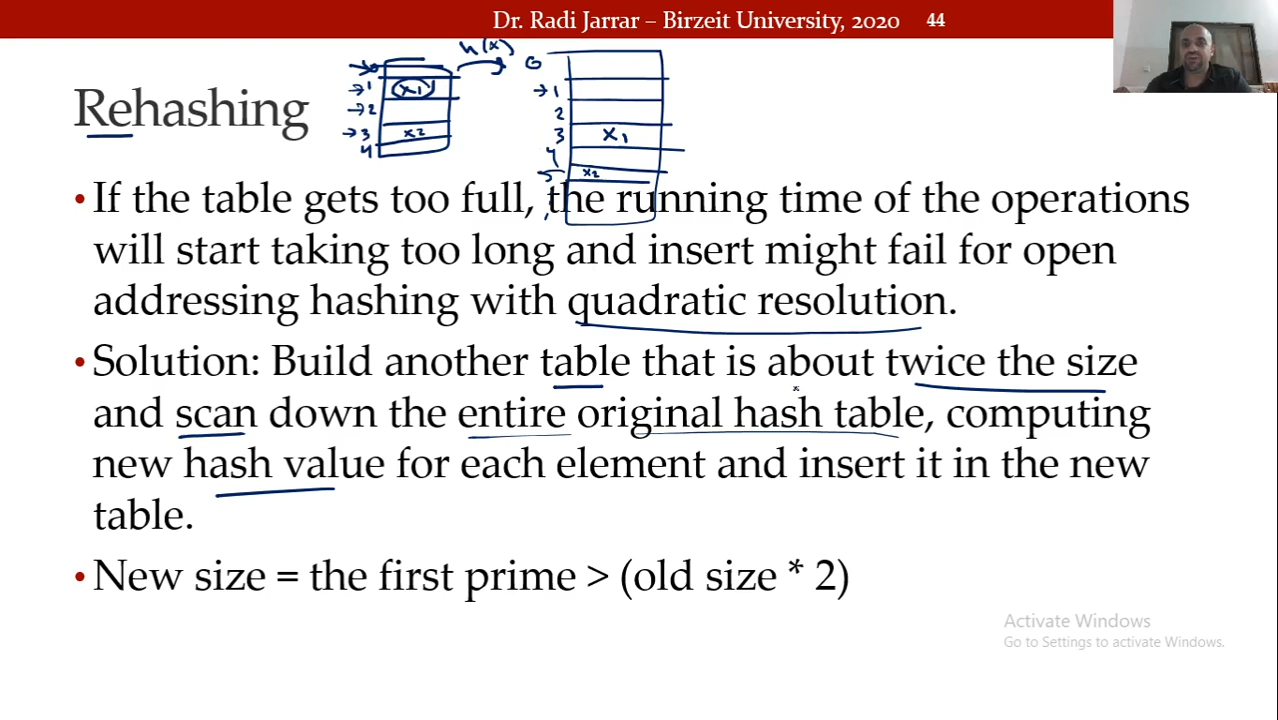 Dr. Radi Jarrar – Birzeit University, 2020 44
h(x)
Rehashing
1 x1
2
3 x2
4
0
1
2
3 x1
4
5 x2
• If the table gets too full, the running time of the operations
will start taking too long and insert might fail for open
addressing hashing with quadratic resolution.
• Solution: Build another table that is about twice the size
and scan down the entire original hash table, computing
new hash value for each element and insert it in the new
table.
• New size = the first prime > (old size * 2)
Activate Windows
Go to Settings to activate Windows.